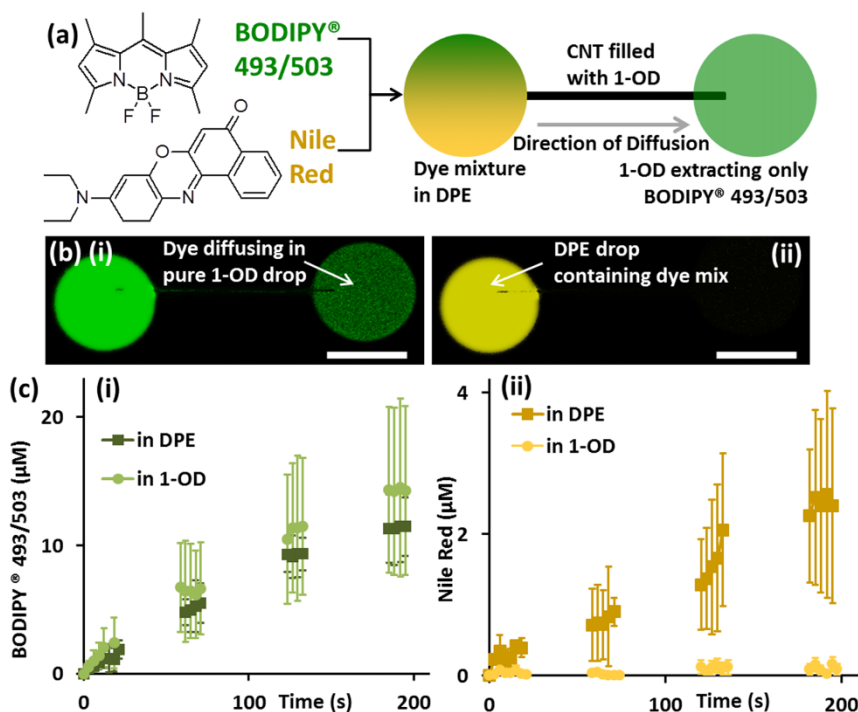 (a)
BODIPY®
493/503
N
N
B
F
F
O
O
N
N
Nile
Red
CNT filled
with 1-OD
Direction of Diffusion
Dye mixture
in DPE
1-OD extracting only
BODIPY® 493/503
(b) (i)
Dye diffusing in
pure 1-OD drop
DPE drop
containing dye mix
(ii)
(c)
(i)
in DPE
in 1-OD
BODIPY ® 493/503 (µM)
20
10
0
0
100
200
Time (s)
(ii)
in DPE
in 1-OD
Nile Red (µM)
4
2
0
0
100
200
Time (s)